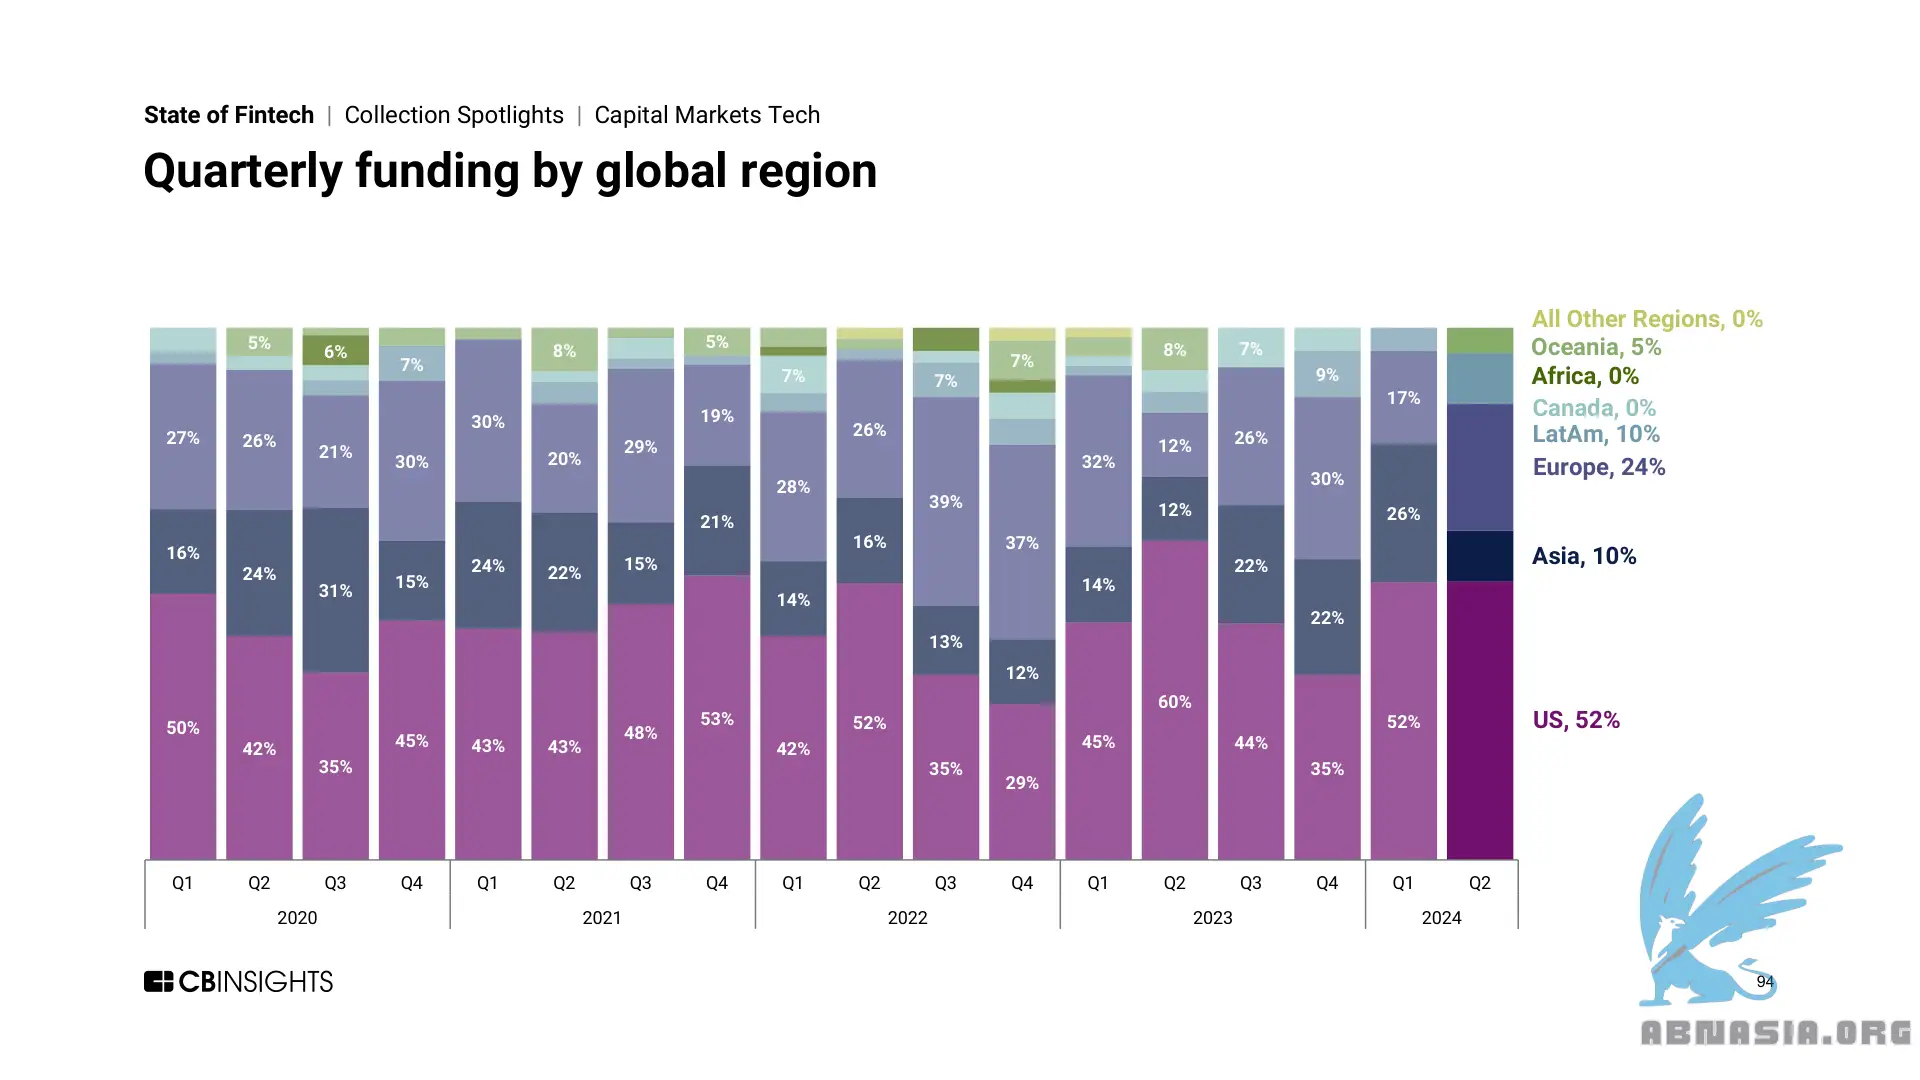 State of Fintech | Collection Spotlights | Capital Markets Tech
Quarterly funding by global region
5% 6% 7% 8% 5% 7% 7% 7% 8% 7% 9%
27% 26% 21% 30% 30% 20% 29% 19% 28% 26% 39% 37% 32% 12% 26% 30% 17%
16% 24% 31% 15% 24% 22% 15% 21% 14% 16% 13% 12% 14% 12% 22% 22% 26%
50% 42% 35% 45% 43% 43% 48% 53% 42% 52% 35% 29% 45% 60% 44% 35% 52%
All Other Regions, 0%
Oceania, 5%
Africa, 0%
Canada, 0%
LatAm, 10%
Europe, 24%
Asia, 10%
US, 52%
Q1 Q2 Q3 Q4 Q1 Q2 Q3 Q4 Q1 Q2 Q3 Q4 Q1 Q2 Q3 Q4 Q1 Q2
2020 2021 2022 2023 2024
CBINSIGHTS
94
ABNASIA.ORG